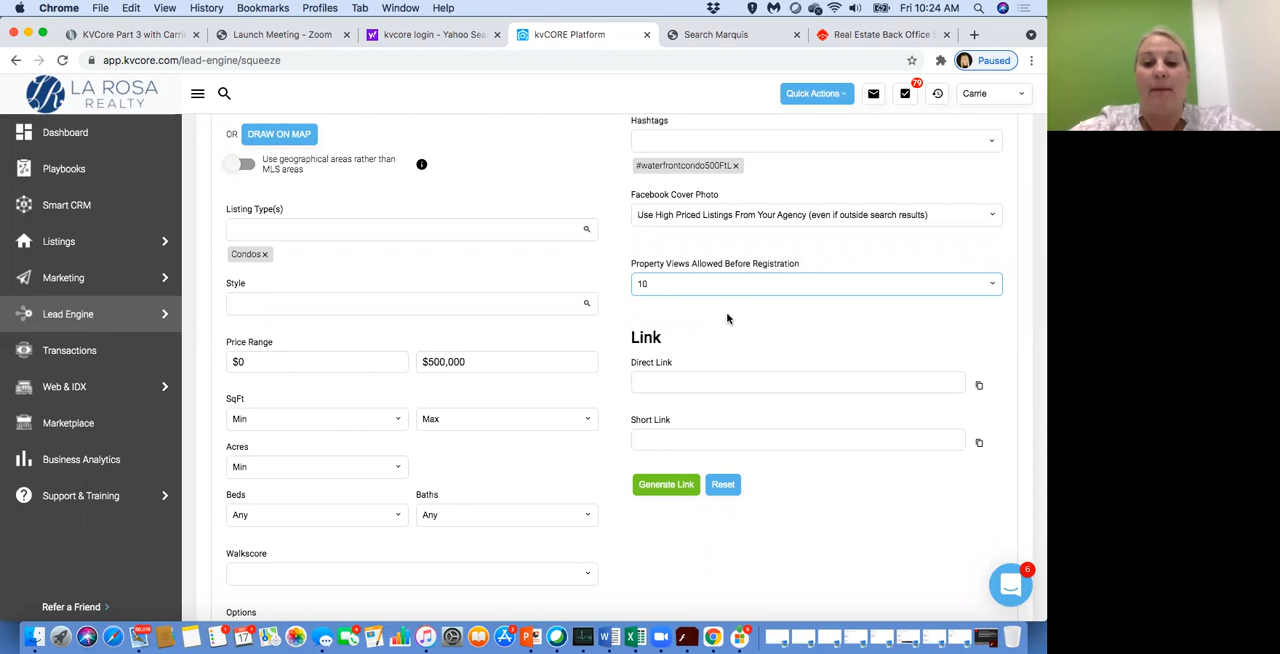 Chrome File Edit View History Bookmarks Profiles Tab Window Help Fri 10:24 AM
KVCore Part 3 with Carrie Launch Meeting - Zoom kvcore login - Yahoo Sea kvCORE Platform Search Marquis Real Estate Back Office S
app.kvcore.com/lead-engine/squeeze Paused
LA ROSA
REALTY
Quick Actions 79 Carrie
Dashboard
Playbooks
Smart CRM
Listings
Marketing
Lead Engine
Transactions
Web & IDX
Marketplace
Business Analytics
Support & Training
Refer a Friend
OR DRAW ON MAP
Use geographical areas rather than
MLS areas
Listing Type(s)
Condos
Style
Price Range
$0 $500,000
SqFt
Min Max
Acres
Min
Beds Baths
Any Any
Walkscore
Options
Hashtags
#waterfrontcondo500FtL
Facebook Cover Photo
Use High Priced Listings From Your Agency (even if outside search results)
Property Views Allowed Before Registration
10
Link
Direct Link
Short Link
Generate Link Reset
6